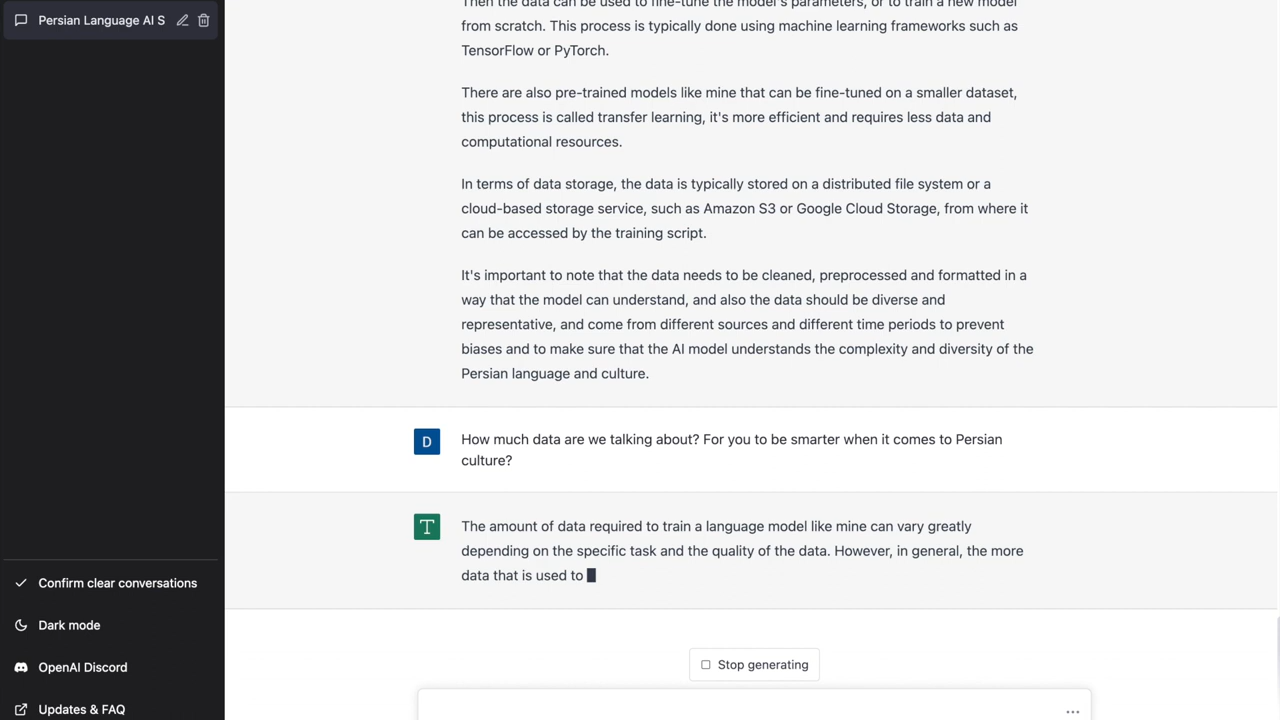 Persian Language AI S
Then the data can be used to fine-tune the model's parameters, or to train a new model
from scratch. This process is typically done using machine learning frameworks such as
TensorFlow or PyTorch.
There are also pre-trained models like mine that can be fine-tuned on a smaller dataset,
this process is called transfer learning, it's more efficient and requires less data and
computational resources.
In terms of data storage, the data is typically stored on a distributed file system or a
cloud-based storage service, such as Amazon S3 or Google Cloud Storage, from where it
can be accessed by the training script.
It's important to note that the data needs to be cleaned, preprocessed and formatted in a
way that the model can understand, and also the data should be diverse and
representative, and come from different sources and different time periods to prevent
biases and to make sure that the AI model understands the complexity and diversity of the
Persian language and culture.
D
How much data are we talking about? For you to be smarter when it comes to Persian
culture?
T
The amount of data required to train a language model like mine can vary greatly
depending on the specific task and the quality of the data. However, in general, the more
data that is used to
Stop generating
Confirm clear conversations
Dark mode
OpenAI Discord
Updates & FAQ